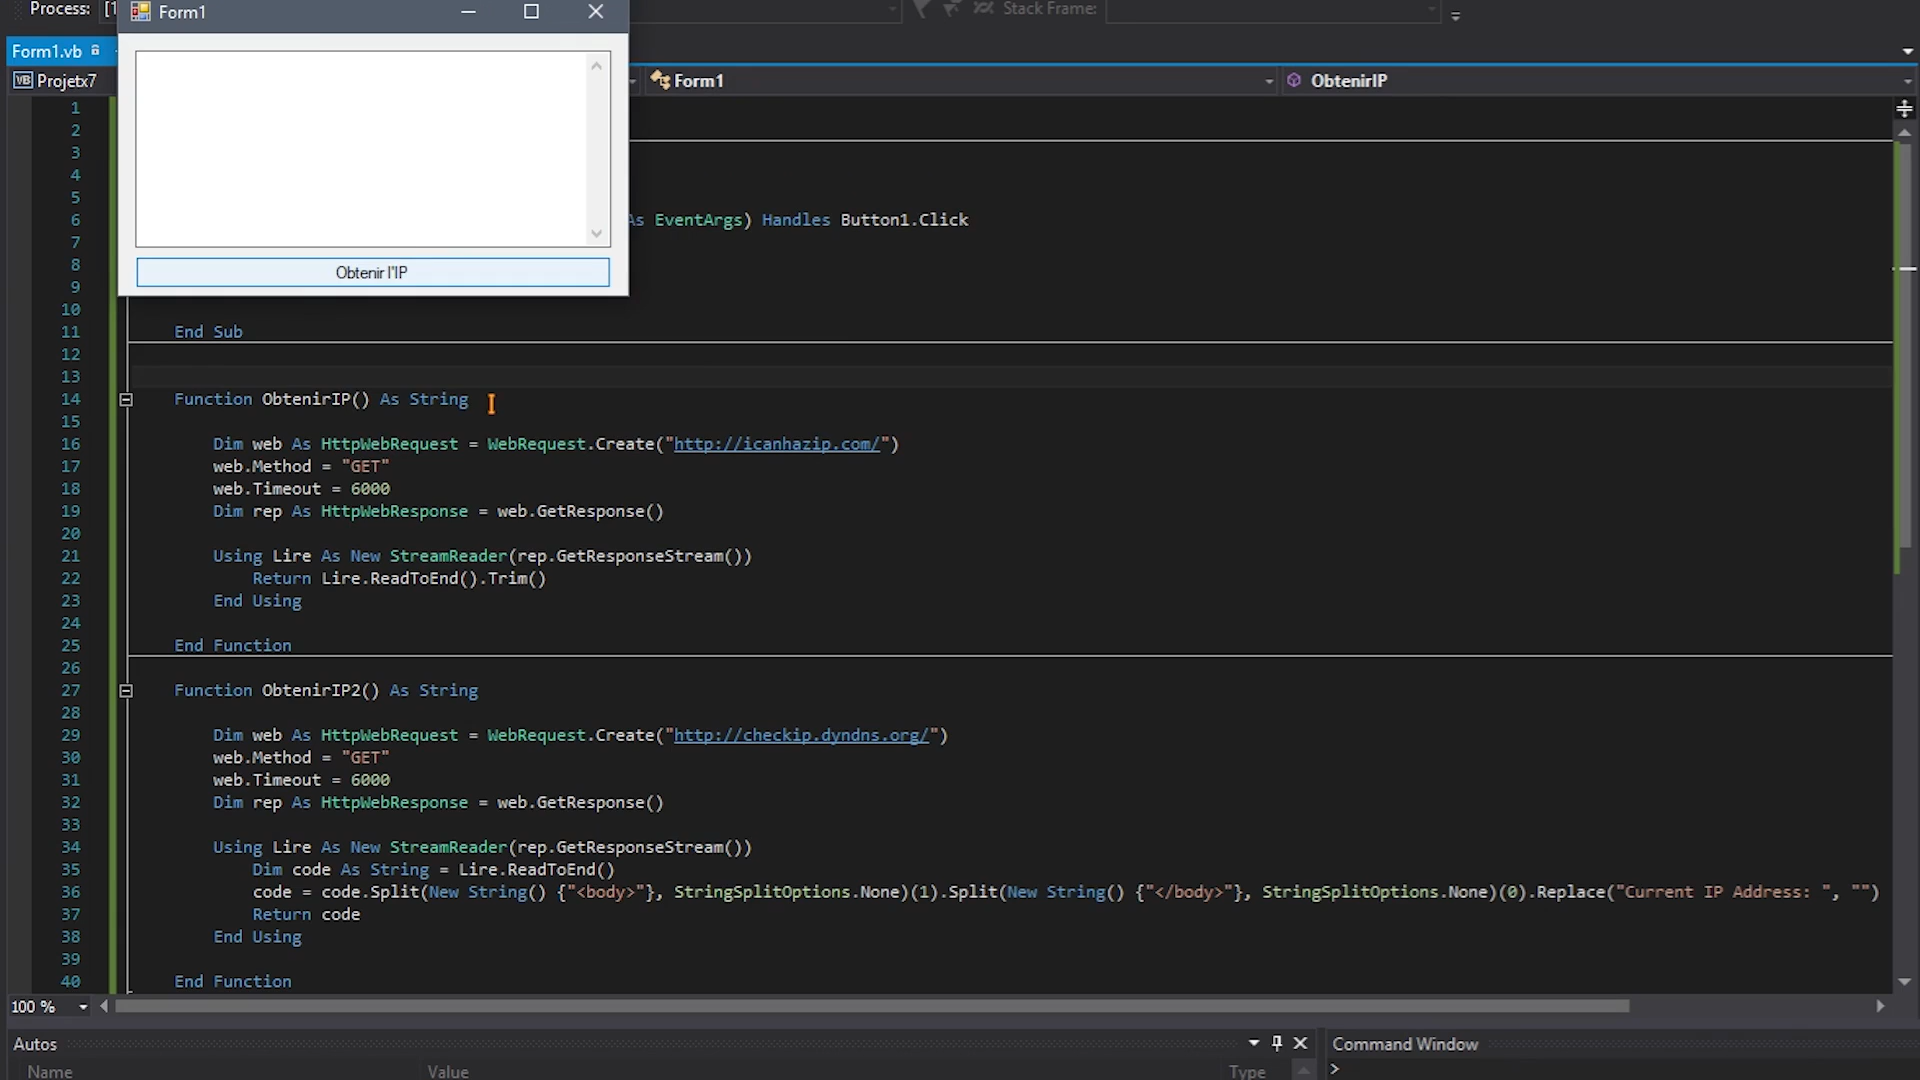 Process: [1
Stack Frame:
Form1
Form1.vb
VB Projetx7
Form1
ObtenirIP
Obtenir l'IP
1
2
3
4
5
6 As EventArgs) Handles Button1.Click
7
8
9
10
11 End Sub
12
13
14 Function ObtenirIP() As String
15
16 Dim web As HttpWebRequest = WebRequest.Create("http://icanhazip.com/")
17 web.Method = "GET"
18 web.Timeout = 6000
19 Dim rep As HttpWebResponse = web.GetResponse()
20
21 Using Lire As New StreamReader(rep.GetResponseStream())
22 Return Lire.ReadToEnd().Trim()
23 End Using
24
25 End Function
26
27 Function ObtenirIP2() As String
28
29 Dim web As HttpWebRequest = WebRequest.Create("http://checkip.dyndns.org/")
30 web.Method = "GET"
31 web.Timeout = 6000
32 Dim rep As HttpWebResponse = web.GetResponse()
33
34 Using Lire As New StreamReader(rep.GetResponseStream())
35 Dim code As String = Lire.ReadToEnd()
36 code = code.Split(New String() {"<body>"}, StringSplitOptions.None)(1).Split(New String() {"</body>"}, StringSplitOptions.None)(0).Replace("Current IP Address: ", "")
37 Return code
38 End Using
39
40 End Function
100 %
Autos
Command Window
Name Value Type
>